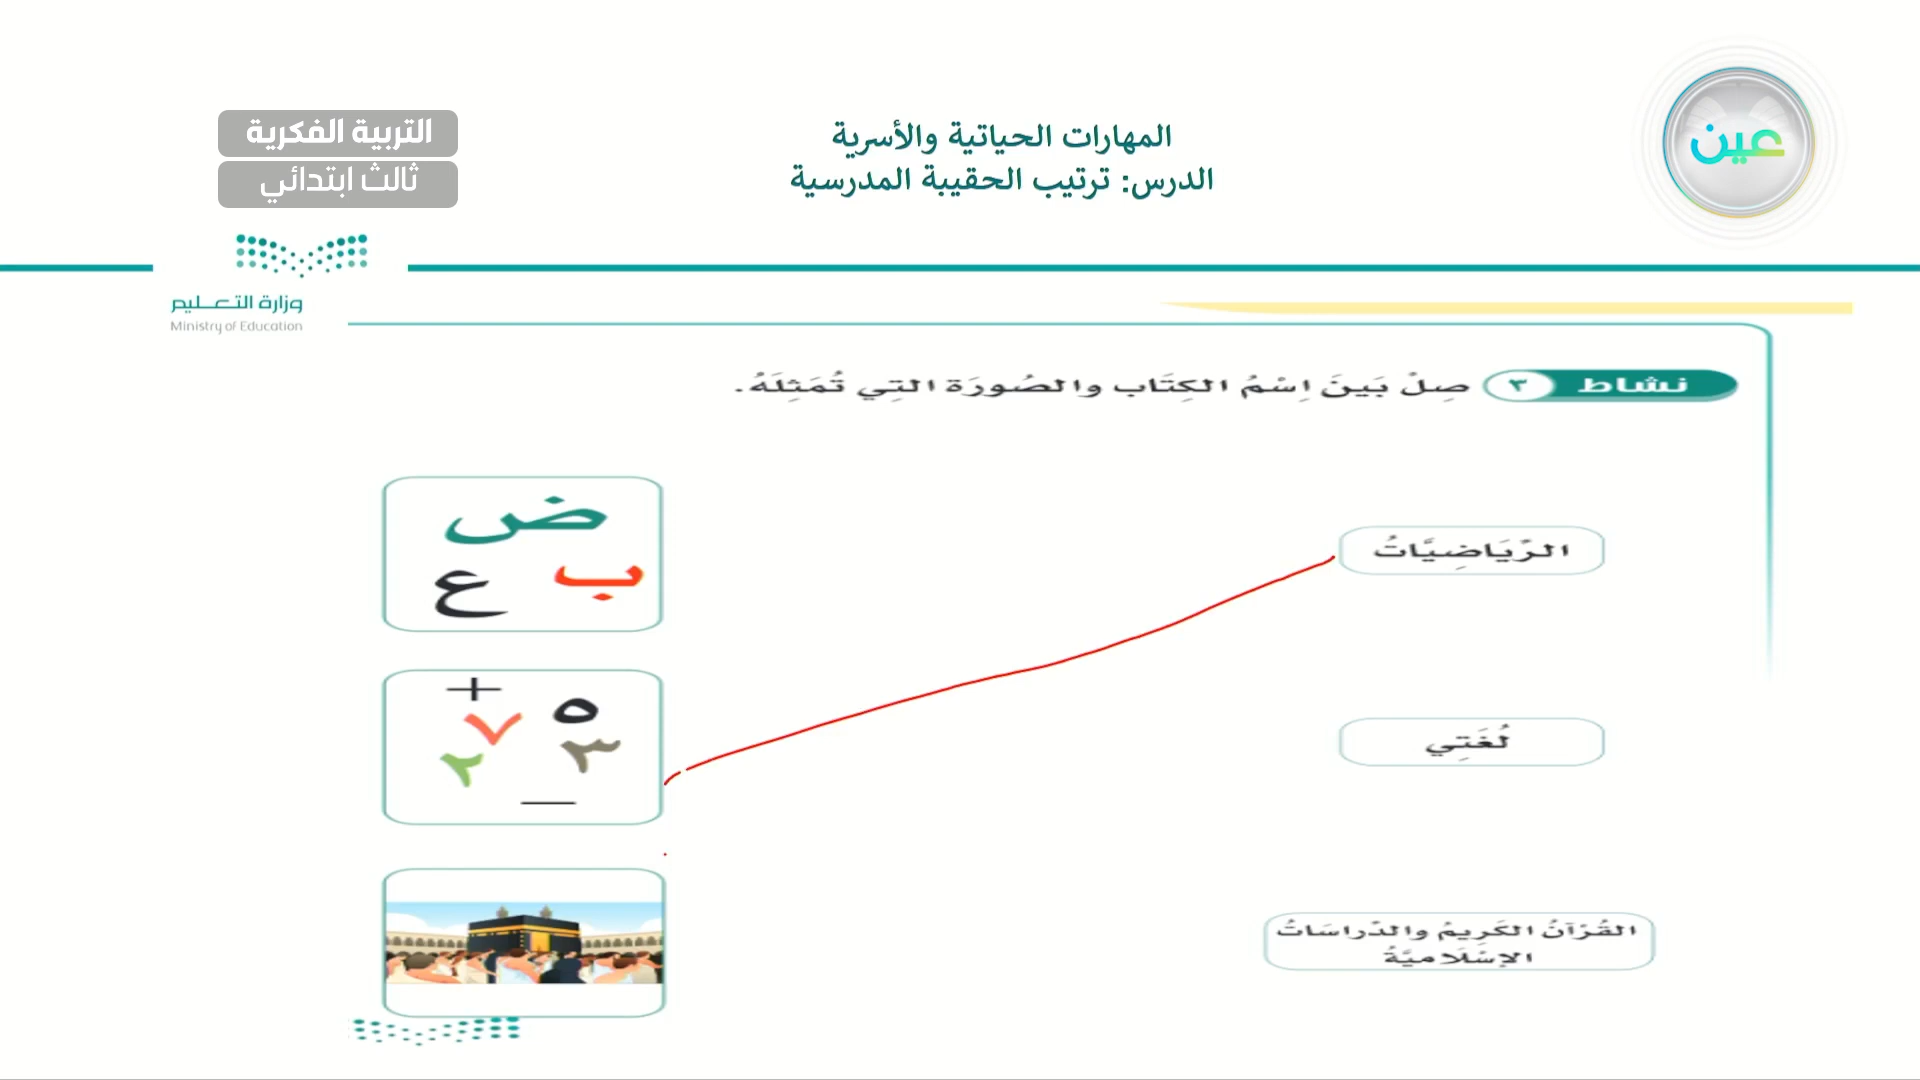 المهارات الحياتية والأسرية
الدرس: ترتيب الحقيبة المدرسية
عين
التربية الفكرية
ثالث ابتدائي
وزارة التعليم
Ministry of Education
نشاط ٣ صِلْ بَينَ اِسْمُ الكِتَاب والصُورَة التِي تُمَثِلَهُ.
الرِّيَاضِيَّاتُ
لُغَتِي
القُرْآنُ الكَرِيمُ والدِّراسَاتُ
الإِسْلَاميَّةُ
ض
ب ع
+
٥
٧
٣
٢
—